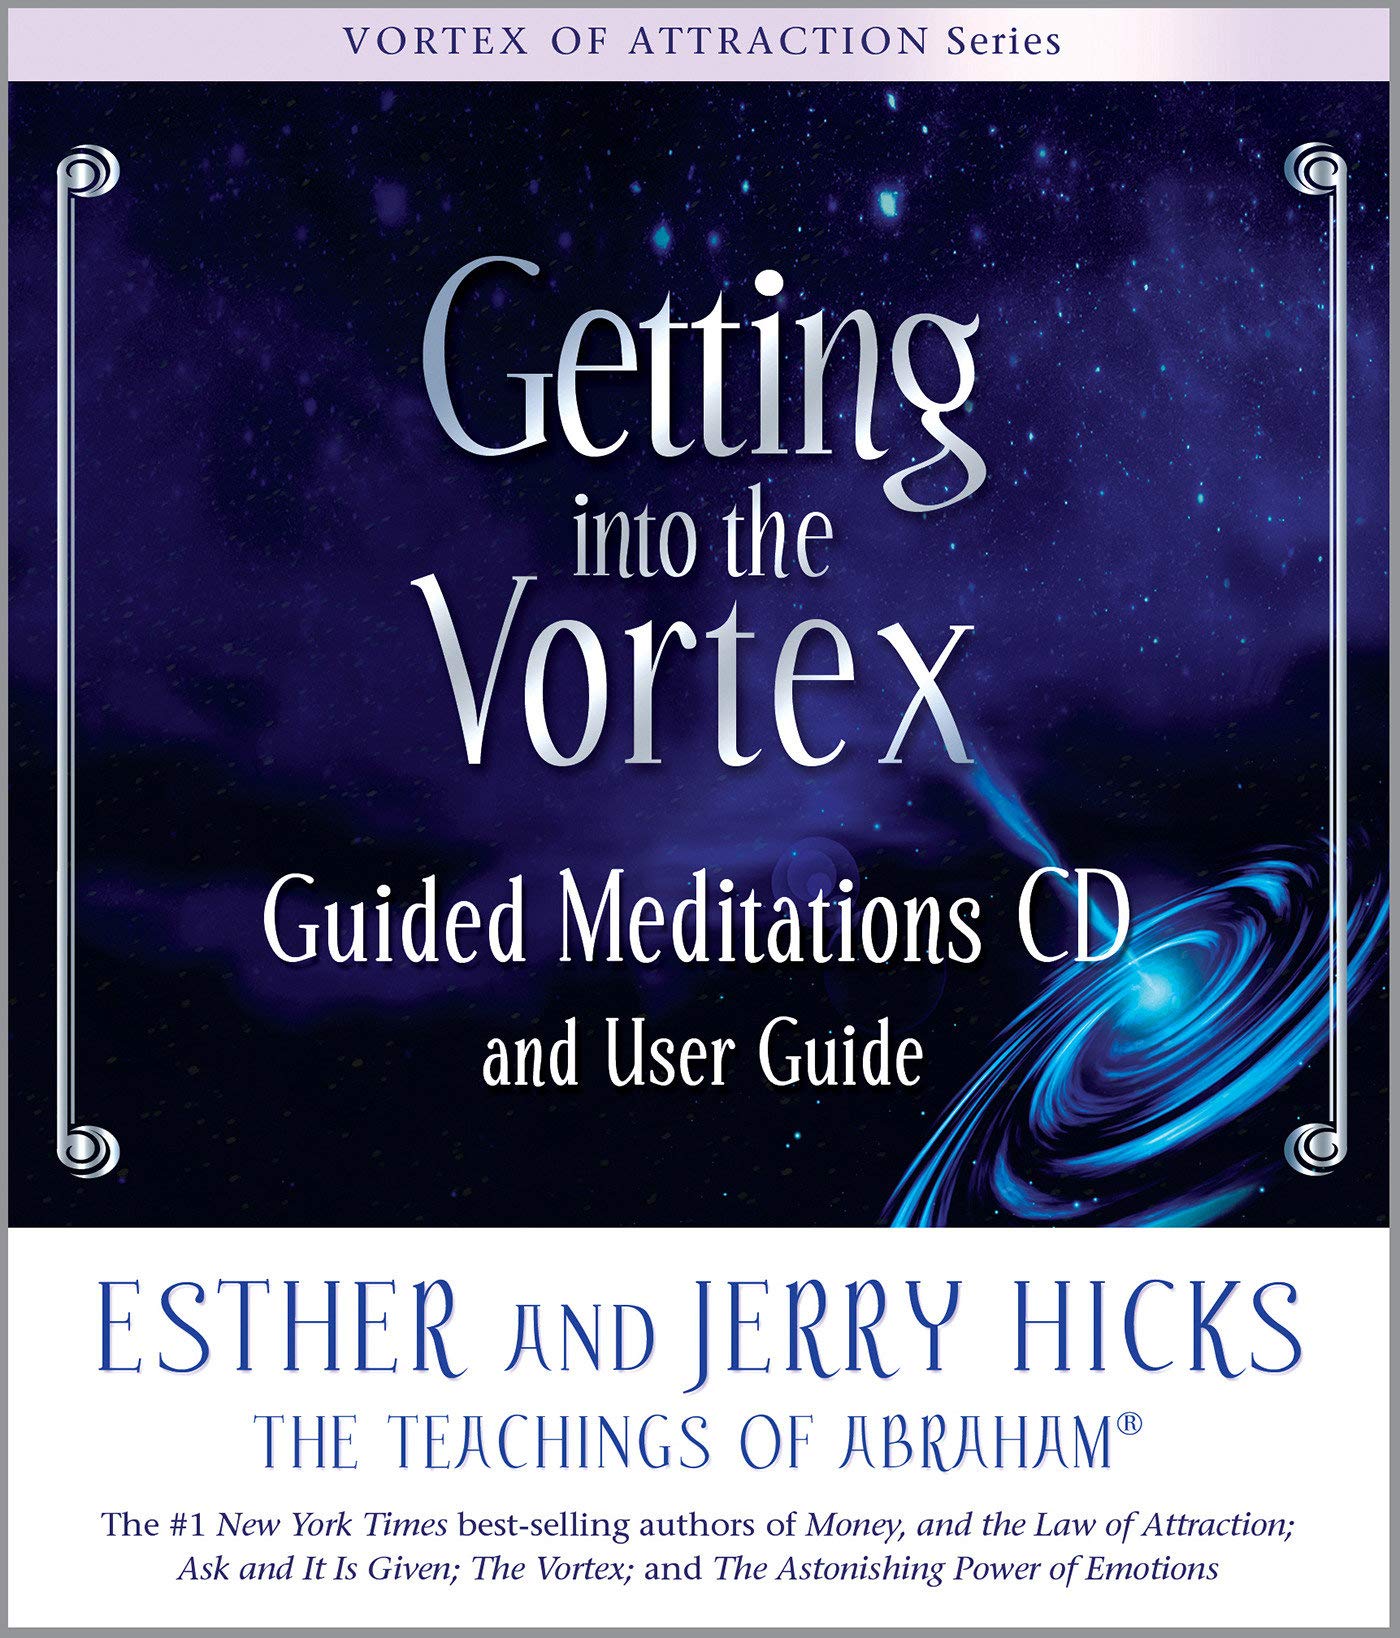 VORTEX OF ATTRACTION Series
Getting
into the
Vortex
Guided Meditations CD
and User Guide
ESTHER AND JERRY HICKS
THE TEACHINGS OF ABRAHAM®
The #1 New York Times best-selling authors of Money, and the Law of Attraction;
Ask and It Is Given; The Vortex; and The Astonishing Power of Emotions